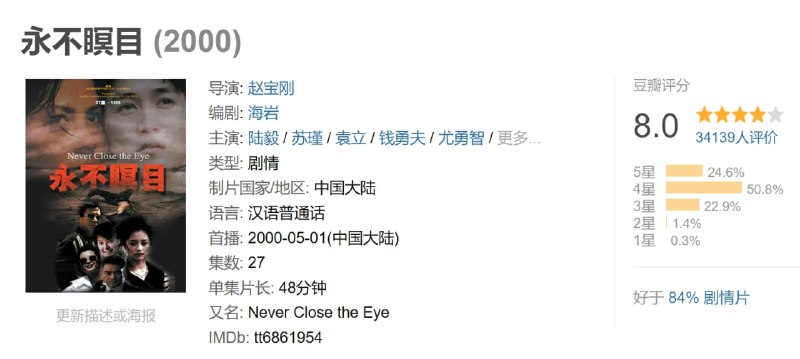 永不瞑目 (2000)
Never Close the Eye
永不瞑目
更新描述或海报
导演: 赵宝刚
编剧: 海岩
主演: 陆毅 / 苏瑾 / 袁立 / 钱勇夫 / 尤勇智 / 更多...
类型: 剧情
制片国家/地区: 中国大陆
语言: 汉语普通话
首播: 2000-05-01(中国大陆)
集数: 27
单集片长: 48分钟
又名: Never Close the Eye
IMDb: tt6861954
豆瓣评分
8.0
34139人评价
5星 24.6%
4星 50.8%
3星 22.9%
2星 1.4%
1星 0.3%
好于 84% 剧情片